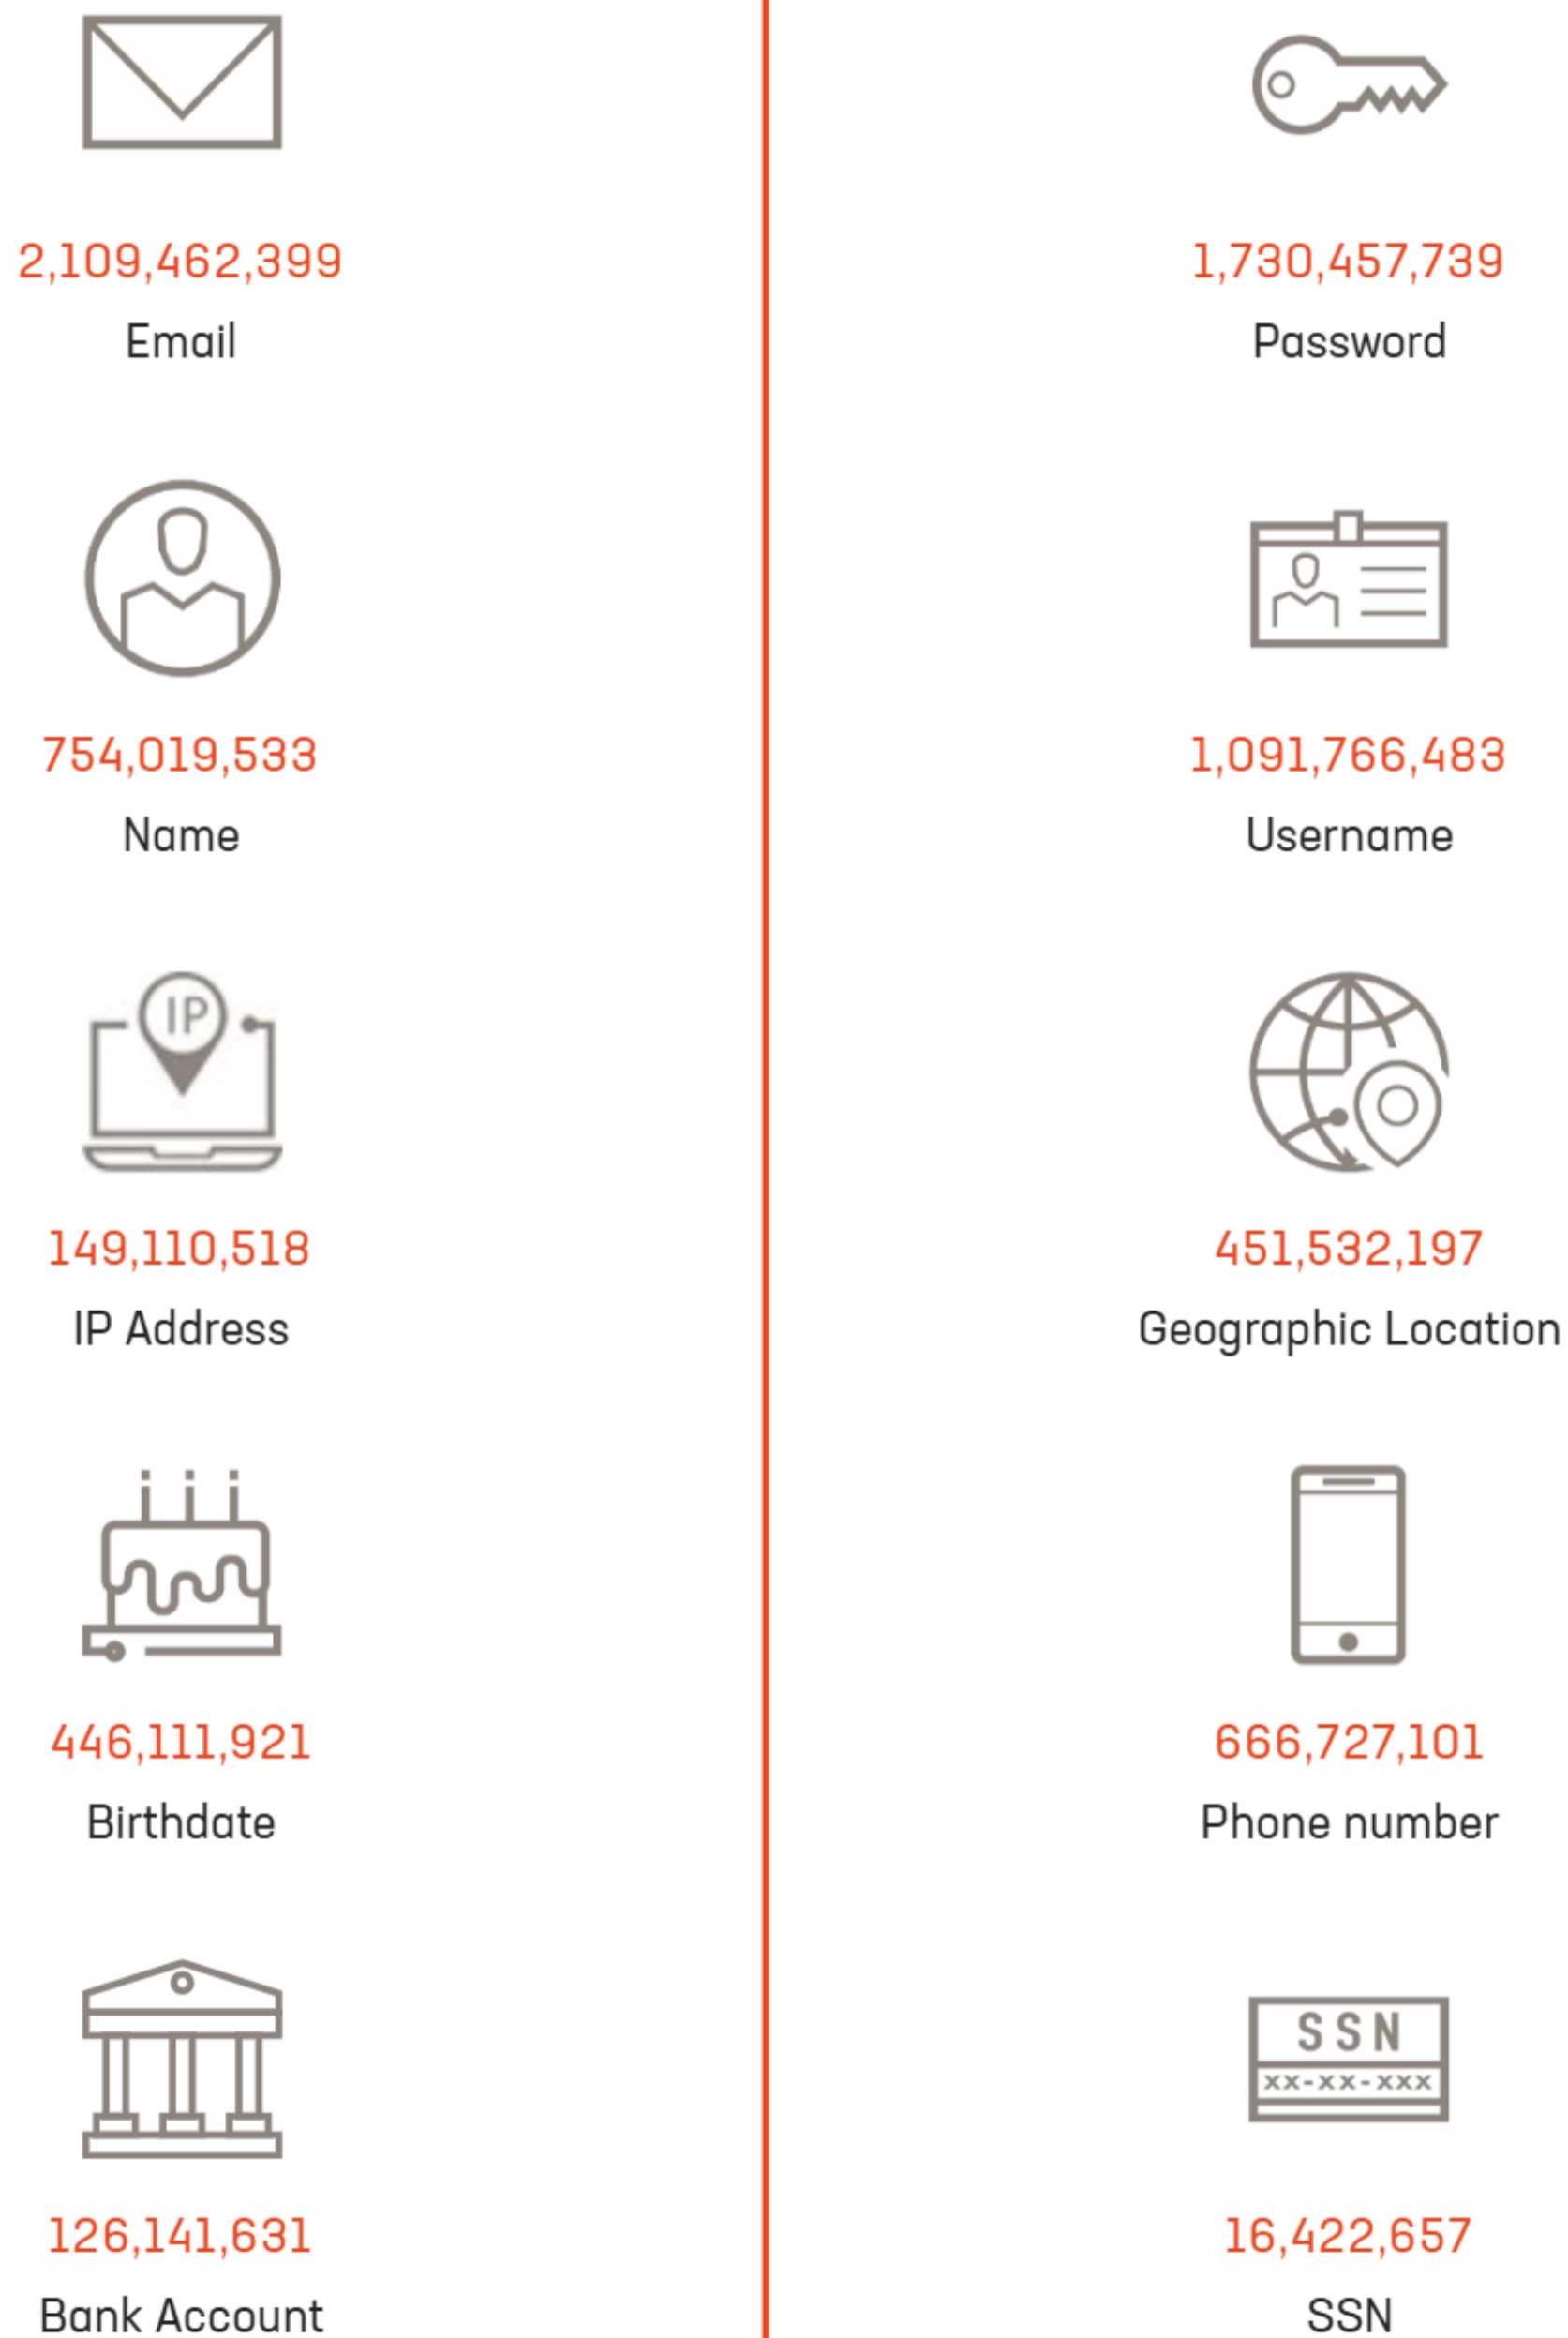 2,109,462,399
Email
1,730,457,739
Password
754,019,533
Name
1,091,766,483
Username
IP
149,110,518
IP Address
451,532,197
Geographic Location
446,111,921
Birthdate
666,727,101
Phone number
126,141,631
Bank Account
SSN
xx-xx-xxx
16,422,657
SSN